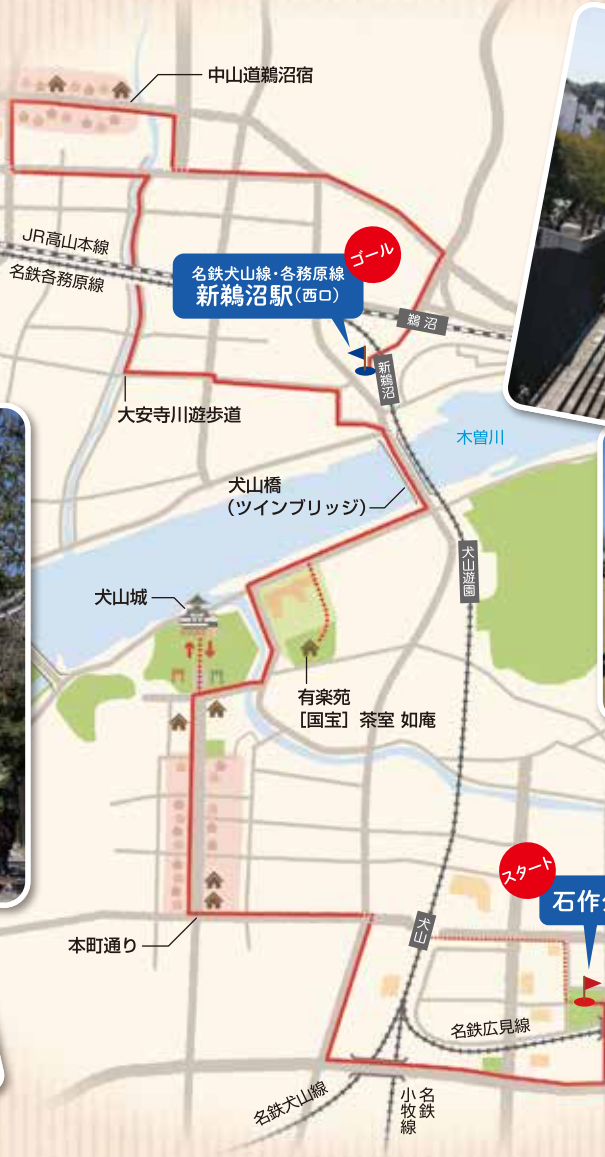 中山道鵜沼宿
JR高山本線
名鉄各務原線
ゴール
名鉄犬山線・各務原線
新鵜沼駅(西口)
鵜沼
新鵜沼
大安寺川遊歩道
木曽川
犬山橋
(ツインブリッジ)
犬山遊園
犬山城
有楽苑
[国宝] 茶室 如庵
スタート
石作
本町通り
犬山
名鉄広見線
名鉄犬山線
名鉄
小牧線